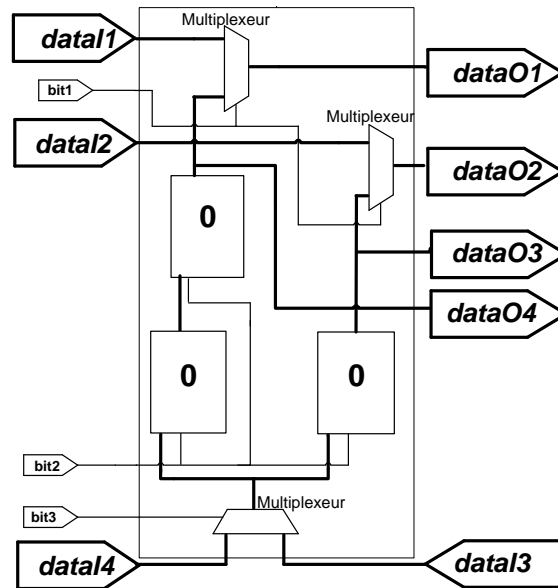 Multiplexeur
dataI1
dataO1
bit1
Multiplexeur
dataI2
dataO2
0
dataO3
dataO4
0
0
bit2
Multiplexeur
bit3
dataI4
dataI3